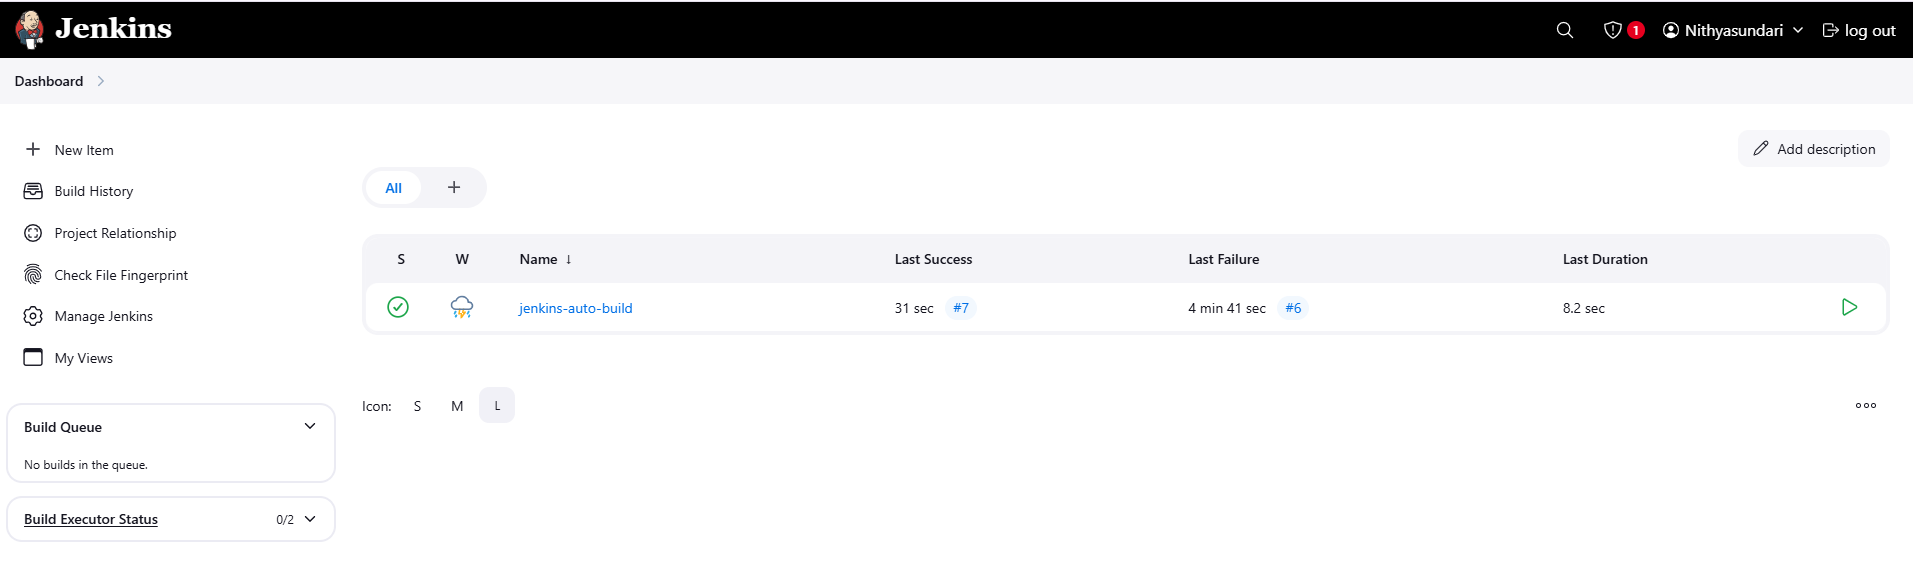 Jenkins
1
Nithyasundari
log out
Dashboard
New Item
Build History
Project Relationship
Check File Fingerprint
Manage Jenkins
My Views
Build Queue
No builds in the queue.
Build Executor Status 0/2
Add description
All +
S W Name ↓ Last Success Last Failure Last Duration
jenkins-auto-build 31 sec #7 4 min 41 sec #6 8.2 sec
Icon: S M L